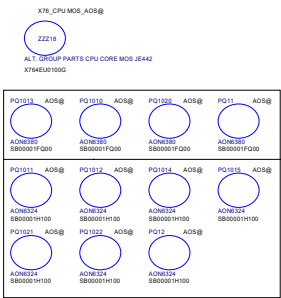 X76_CPU MOS_AOS@
ZZZ18
ALT. GROUP PARTS CPU CORE MOS JE442
X764EU0100G
PQ1013 AOS@ PQ1010 AOS@ PQ1020 AOS@ PQ11 AOS@
AON6380 AON6380 AON6380 AON6380
SB00001FQ00 SB00001FQ00 SB00001FQ00 SB00001FQ00
PQ1011 AOS@ PQ1012 AOS@ PQ1014 AOS@ PQ1015 AOS@
AON6324 AON6324 AON6324 AON6324
SB00001H100 SB00001H100 SB00001H100 SB00001H100
PQ1021 AOS@ PQ1022 AOS@ PQ12 AOS@
AON6324 AON6324 AON6324
SB00001H100 SB00001H100 SB00001H100